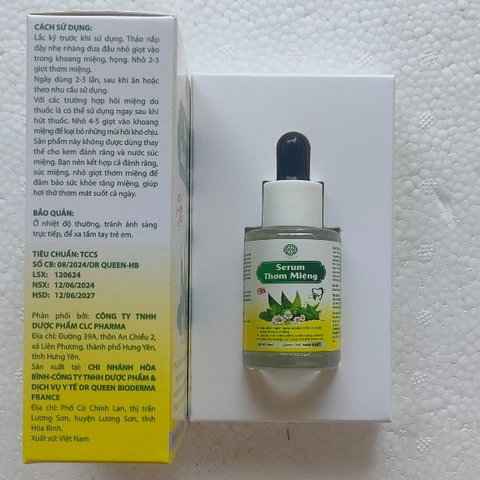 CÁCH SỬ DỤNG:
Lắc kỹ trước khi sử dụng. Tháo nắp
đậy nhẹ nhàng đưa đầu nhỏ giọt vào
trong khoang miệng, họng. Nhỏ 2-3
giọt thơm miệng.
Ngày dùng 2-3 lần, sau khi ăn hoặc
theo nhu cầu sử dụng.
Với các trường hợp hôi miệng do
thuốc lá có thể sử dụng ngay sau khi
hút thuốc. Nhỏ 4-5 giọt vào khoang
miệng để loại bỏ những mùi hôi khó chịu.
Sản phẩm này không được dùng thay
thế cho kem đánh răng và nước súc
miệng. Bạn nên kết hợp cả đánh răng,
súc miệng, nhỏ giọt thơm miệng để
đảm bảo sức khỏe răng miệng, giúp
hơi thở thơm mát suốt cả ngày.
BẢO QUẢN:
Ở nhiệt độ thường, tránh ánh sáng
trực tiếp, để xa tầm tay trẻ em.
TIÊU CHUẨN: TCCS
SỐ CB: 08/2024/DR QUEEN-HB
LSX: 120624
NSX: 12/06/2024
HSD: 12/06/2027
Phân phối bởi: CÔNG TY TNHH
DƯỢC PHẨM CLC PHARMA
Địa chỉ: Đường 39A, thôn An Chiểu 2,
xã Liên Phương, thành phố Hưng Yên,
tỉnh Hưng Yên.
Sản xuất tại: CHI NHÁNH HÒA
BÌNH-CÔNG TY TNHH DƯỢC PHẨM &
DỊCH VỤ Y TẾ DR QUEEN BIODERMA
FRANCE
Địa chỉ: Phố Cù Chính Lan, thị trấn
Lương Sơn, huyện Lương Sơn, tỉnh
Hòa Bình.
Xuất xứ: Việt Nam
Serum
Thơm Miệng
DÀNH CHO NAM & NỮ